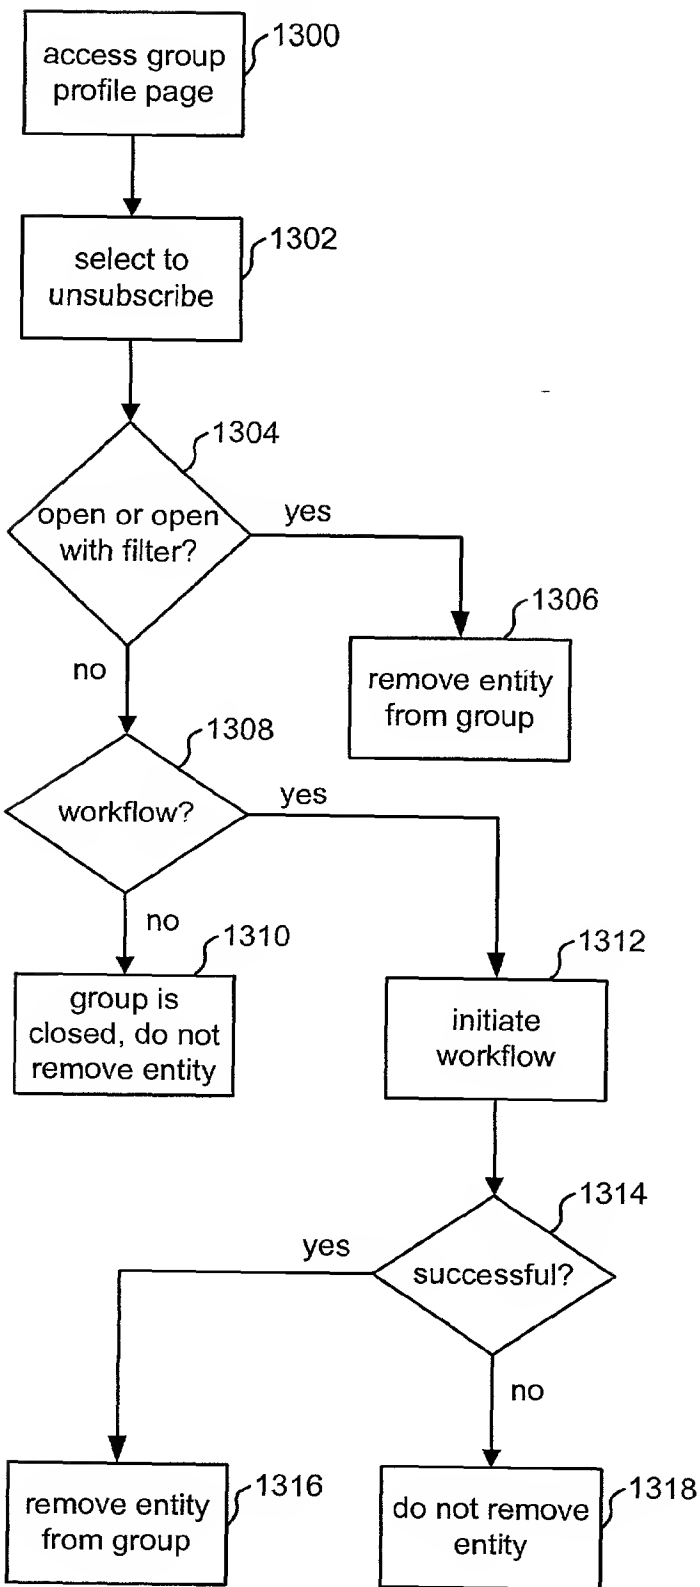 1300
access group
profile page
1302
select to
unsubscribe
1304
open or open
with filter?
yes
1306
remove entity
from group
no
1308
workflow?
yes
no
1310
group is
closed, do not
remove entity
1312
initiate
workflow
1314
successful?
yes
no
1316
remove entity
from group
1318
do not remove
entity